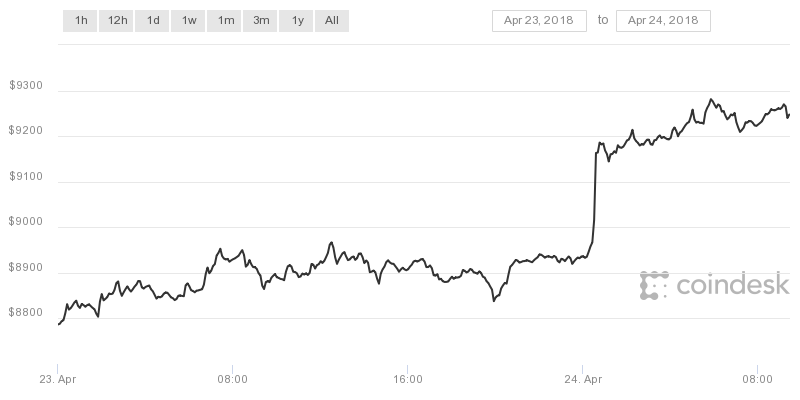 1h 12h 1d 1w 1m 3m 1y All Apr 23, 2018 to Apr 24, 2018
$9300
$9200
$9100
$9000
$8900
coindesk
$8800
23. Apr 08:00 16:00 24. Apr 08:00